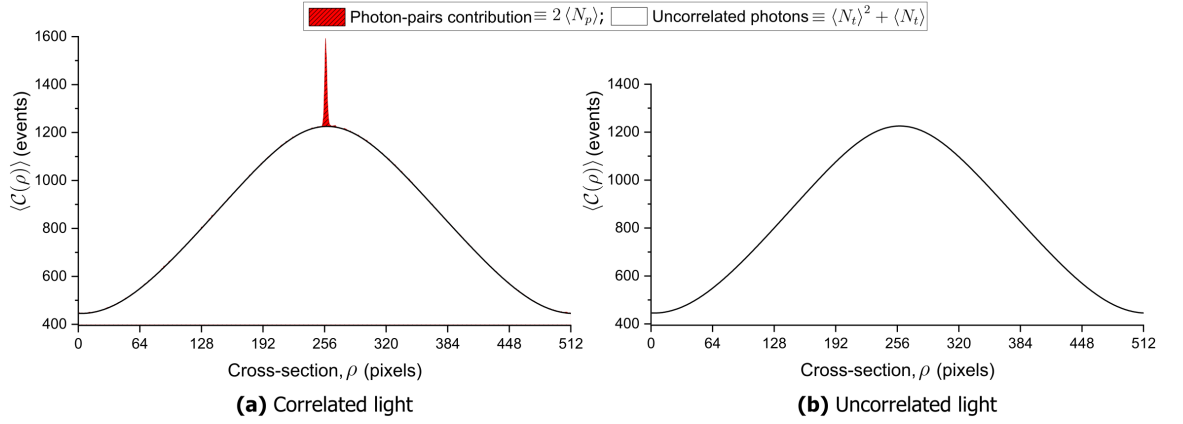 Photon-pairs contribution ≡ 2 ⟨N_p⟩; Uncorrelated photons ≡ ⟨N_t⟩² + ⟨N_t⟩
1600
1400
1200
1000
800
600
400
⟨C(ρ)⟩ (events)
0 64 128 192 256 320 384 448 512
Cross-section, ρ (pixels)
(a) Correlated light
1400
1200
1000
800
600
400
⟨C(ρ)⟩ (events)
0 64 128 192 256 320 384 448 512
Cross-section, ρ (pixels)
(b) Uncorrelated light